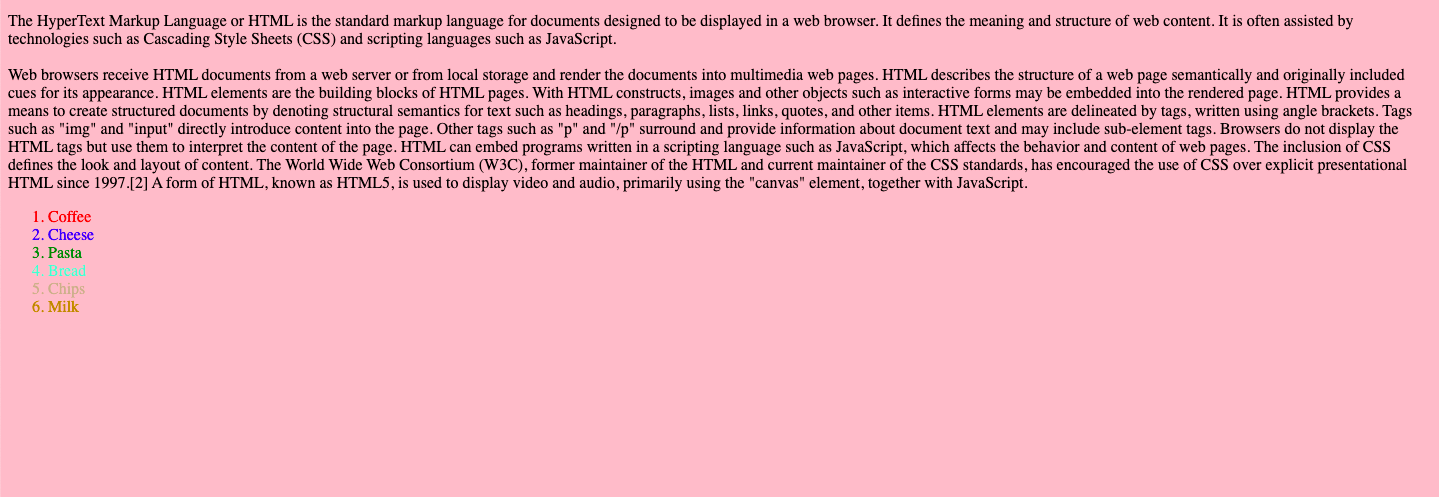 The HyperText Markup Language or HTML is the standard markup language for documents designed to be displayed in a web browser. It defines the meaning and structure of web content. It is often assisted by
technologies such as Cascading Style Sheets (CSS) and scripting languages such as JavaScript.
Web browsers receive HTML documents from a web server or from local storage and render the documents into multimedia web pages. HTML describes the structure of a web page semantically and originally included
cues for its appearance. HTML elements are the building blocks of HTML pages. With HTML constructs, images and other objects such as interactive forms may be embedded into the rendered page. HTML provides a
means to create structured documents by denoting structural semantics for text such as headings, paragraphs, lists, links, quotes, and other items. HTML elements are delineated by tags, written using angle brackets. Tags
such as "img" and "input" directly introduce content into the page. Other tags such as "p" and "/p" surround and provide information about document text and may include sub-element tags. Browsers do not display the
HTML tags but use them to interpret the content of the page. HTML can embed programs written in a scripting language such as JavaScript, which affects the behavior and content of web pages. The inclusion of CSS
defines the look and layout of content. The World Wide Web Consortium (W3C), former maintainer of the HTML and current maintainer of the CSS standards, has encouraged the use of CSS over explicit presentational
HTML since 1997.[2] A form of HTML, known as HTML5, is used to display video and audio, primarily using the "canvas" element, together with JavaScript.
1. Coffee
2. Cheese
3. Pasta
4. Bread
5. Chips
6. Milk